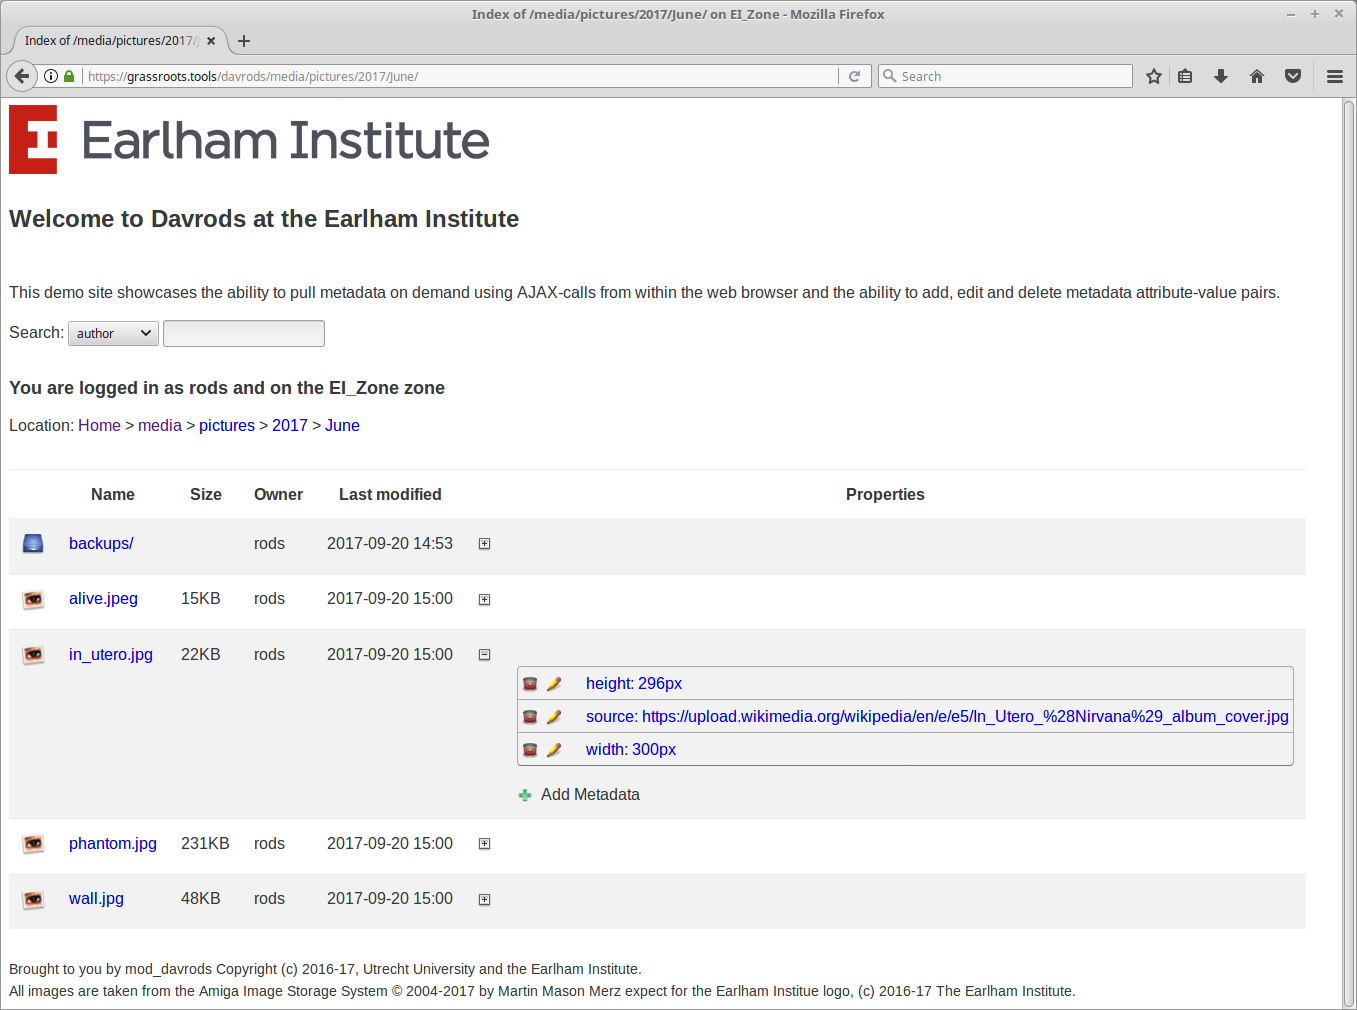 Index of /media/pictures/2017/June/ on EI_Zone - Mozilla Firefox
Index of /media/pictures/2017/
https://grassroots.tools/davrods/media/pictures/2017/June/
Search
Earlham Institute
Welcome to Davrods at the Earlham Institute
This demo site showcases the ability to pull metadata on demand using AJAX-calls from within the web browser and the ability to add, edit and delete metadata attribute-value pairs.
Search: author
You are logged in as rods and on the EI_Zone zone
Location: Home > media > pictures > 2017 > June
Name Size Owner Last modified Properties
backups/ rods 2017-09-20 14:53
alive.jpeg 15KB rods 2017-09-20 15:00
in_utero.jpg 22KB rods 2017-09-20 15:00
height: 296px
source: https://upload.wikimedia.org/wikipedia/en/e/e5/In_Utero_%28Nirvana%29_album_cover.jpg
width: 300px
Add Metadata
phantom.jpg 231KB rods 2017-09-20 15:00
wall.jpg 48KB rods 2017-09-20 15:00
Brought to you by mod_davrods Copyright (c) 2016-17, Utrecht University and the Earlham Institute.
All images are taken from the Amiga Image Storage System © 2004-2017 by Martin Mason Merz expect for the Earlham Institue logo, (c) 2016-17 The Earlham Institute.